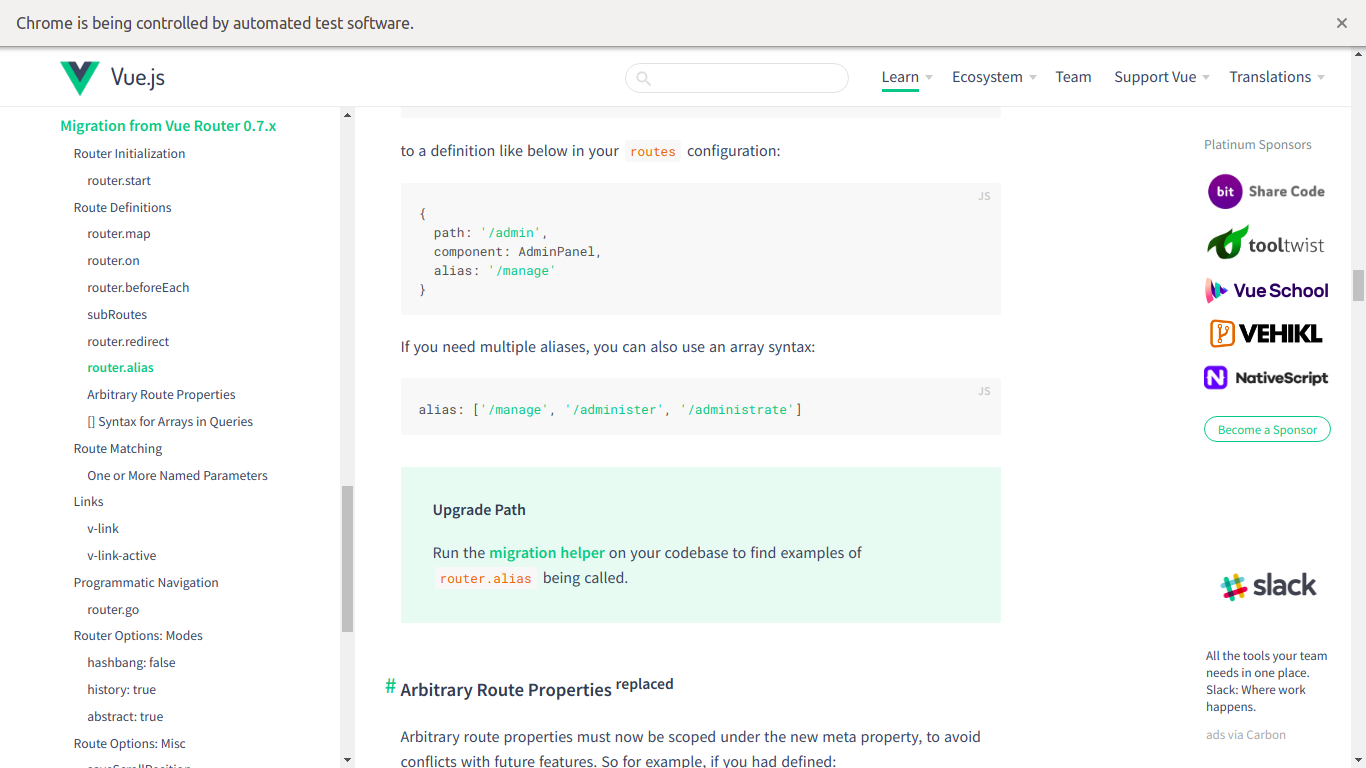 Chrome is being controlled by automated test software.
Vue.js
Learn
Ecosystem
Team
Support Vue
Translations
Migration from Vue Router 0.7.x
Router Initialization
router.start
Route Definitions
router.map
router.on
router.beforeEach
subRoutes
router.redirect
router.alias
Arbitrary Route Properties
[] Syntax for Arrays in Queries
Route Matching
One or More Named Parameters
Links
v-link
v-link-active
Programmatic Navigation
router.go
Router Options: Modes
hashbang: false
history: true
abstract: true
Route Options: Misc
saveScrollPosition
to a definition like below in your routes configuration:
JS
{
path: '/admin',
component: AdminPanel,
alias: '/manage'
}
If you need multiple aliases, you can also use an array syntax:
JS
alias: ['/manage', '/administer', '/administrate']
Upgrade Path
Run the migration helper on your codebase to find examples of
router.alias being called.
# Arbitrary Route Properties replaced
Arbitrary route properties must now be scoped under the new meta property, to avoid
conflicts with future features. So for example, if you had defined:
Platinum Sponsors
bit Share Code
tooltwist
Vue School
VEHIKL
NativeScript
Become a Sponsor
slack
All the tools your team
needs in one place.
Slack: Where work
happens.
ads via Carbon